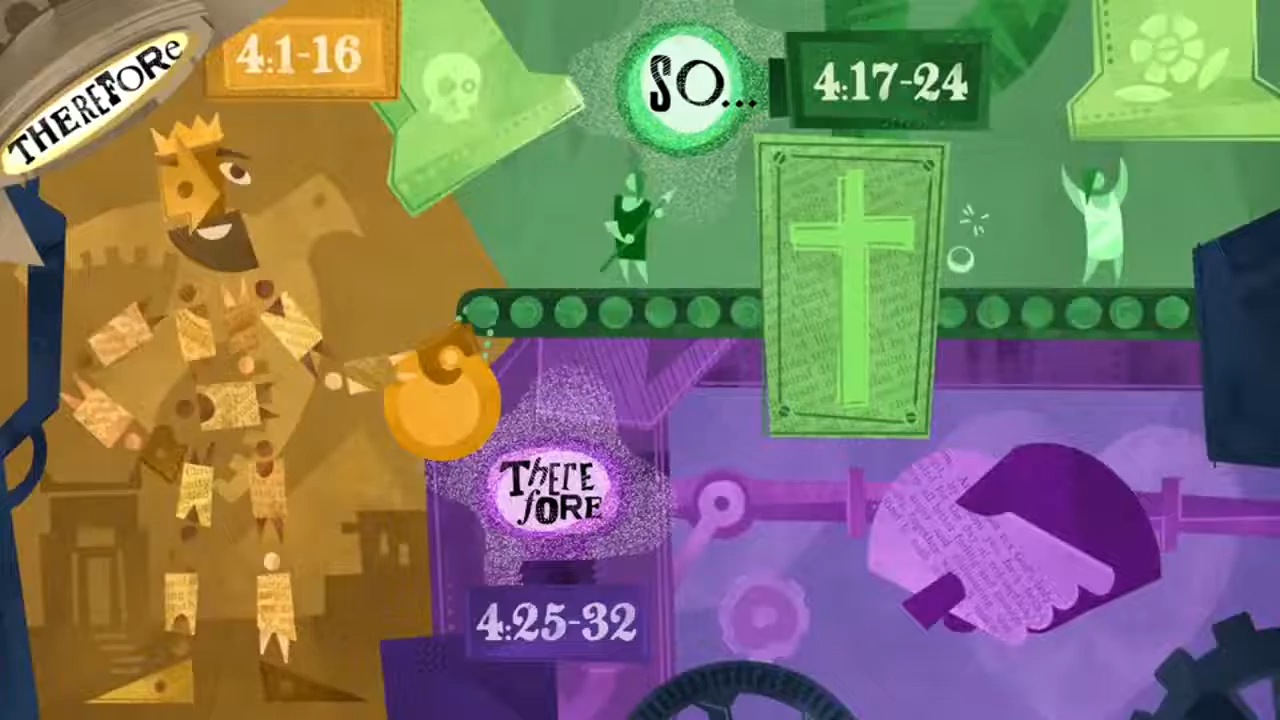 THEREFORe
4:1-16
SO...
4:17-24
THERE
fORE
4:25-32